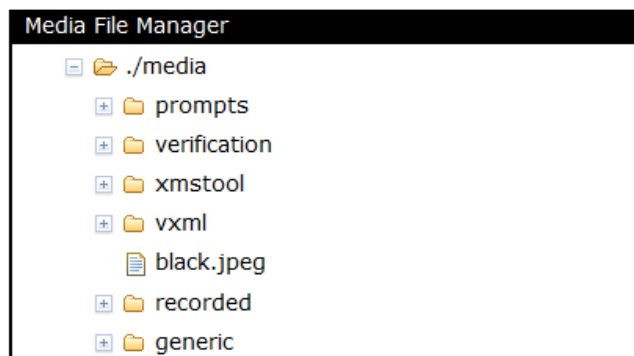 Media File Manager
./media
prompts
verification
xmstool
vxml
black.jpeg
recorded
generic